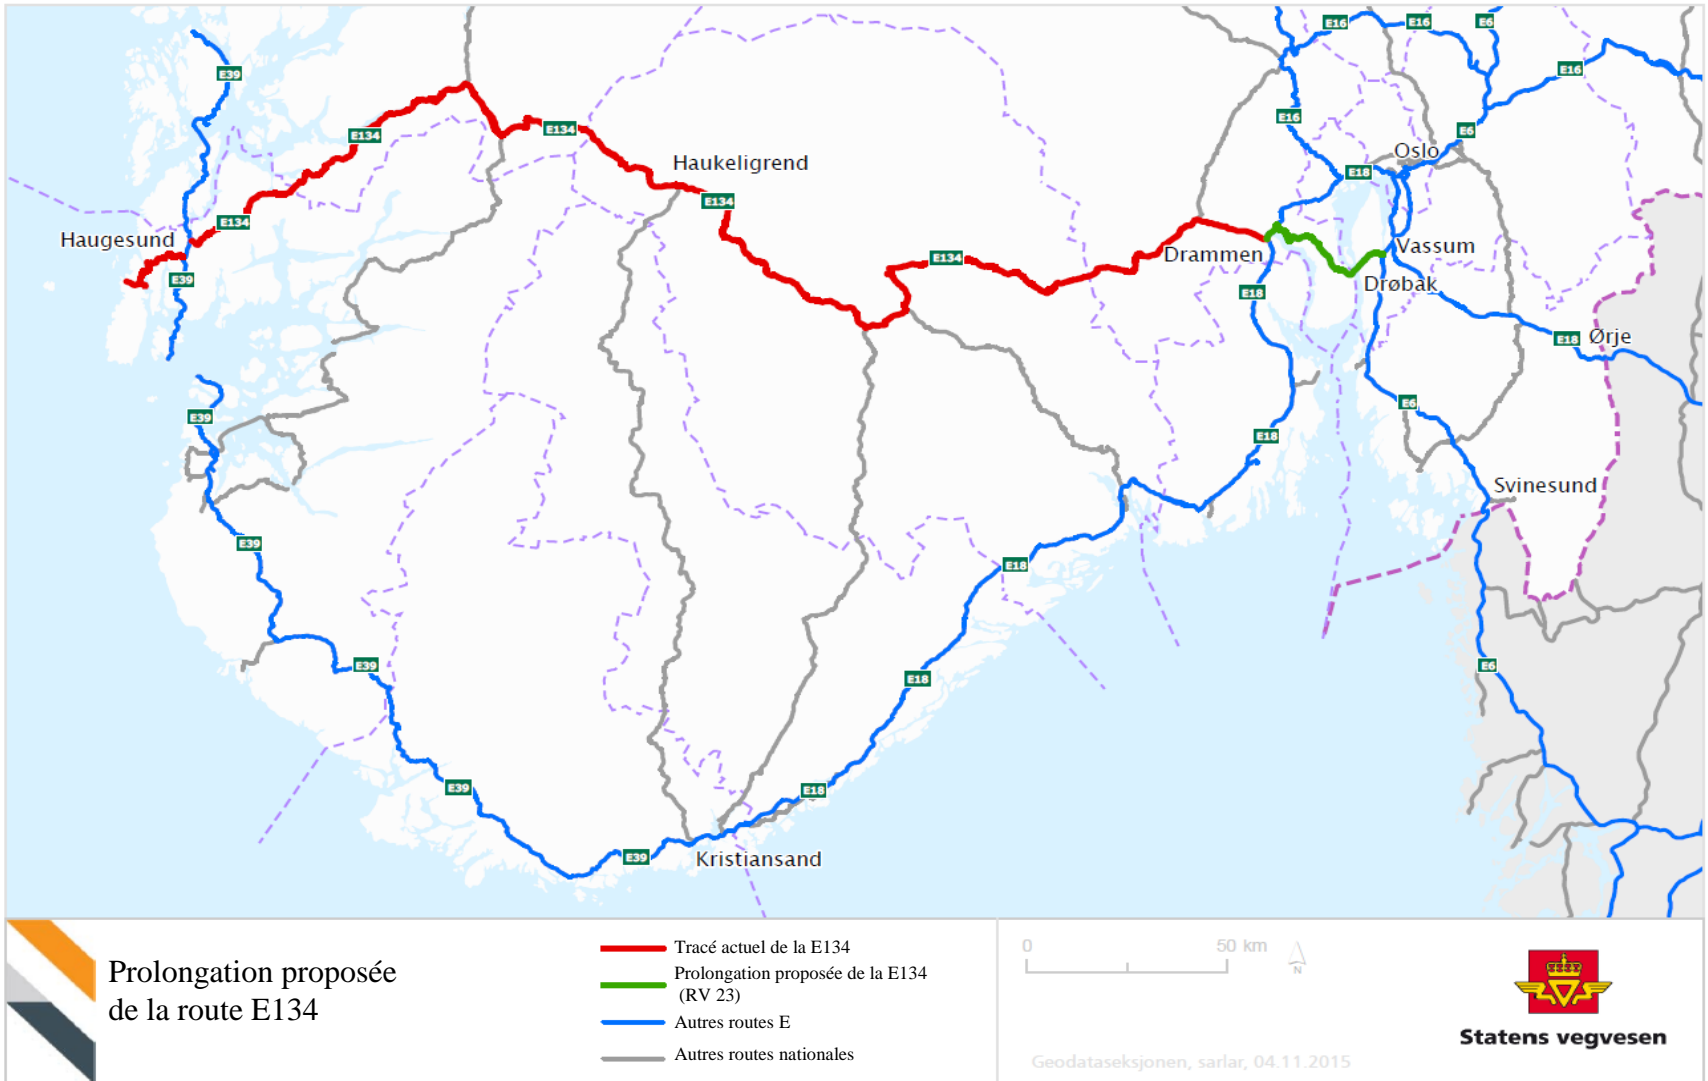 E16
E16
E6
E39
E16
E16
E134
E134
E6
Oslo
Haukeligrend
E18
E134
E134
Haugesund
Vassum
Drammen
E134
E39
Drøbak
E18
E18
Ørje
E6
E39
E18
Svinesund
E39
E18
E39
E6
E18
E39
E18
E39
Kristiansand
Prolongation proposée
de la route E134
Tracé actuel de la E134
Prolongation proposée de la E134
(RV 23)
Autres routes E
Autres routes nationales
0 50 km
N
Geodataseksjonen, sarlar, 04.11.2015
Statens vegvesen